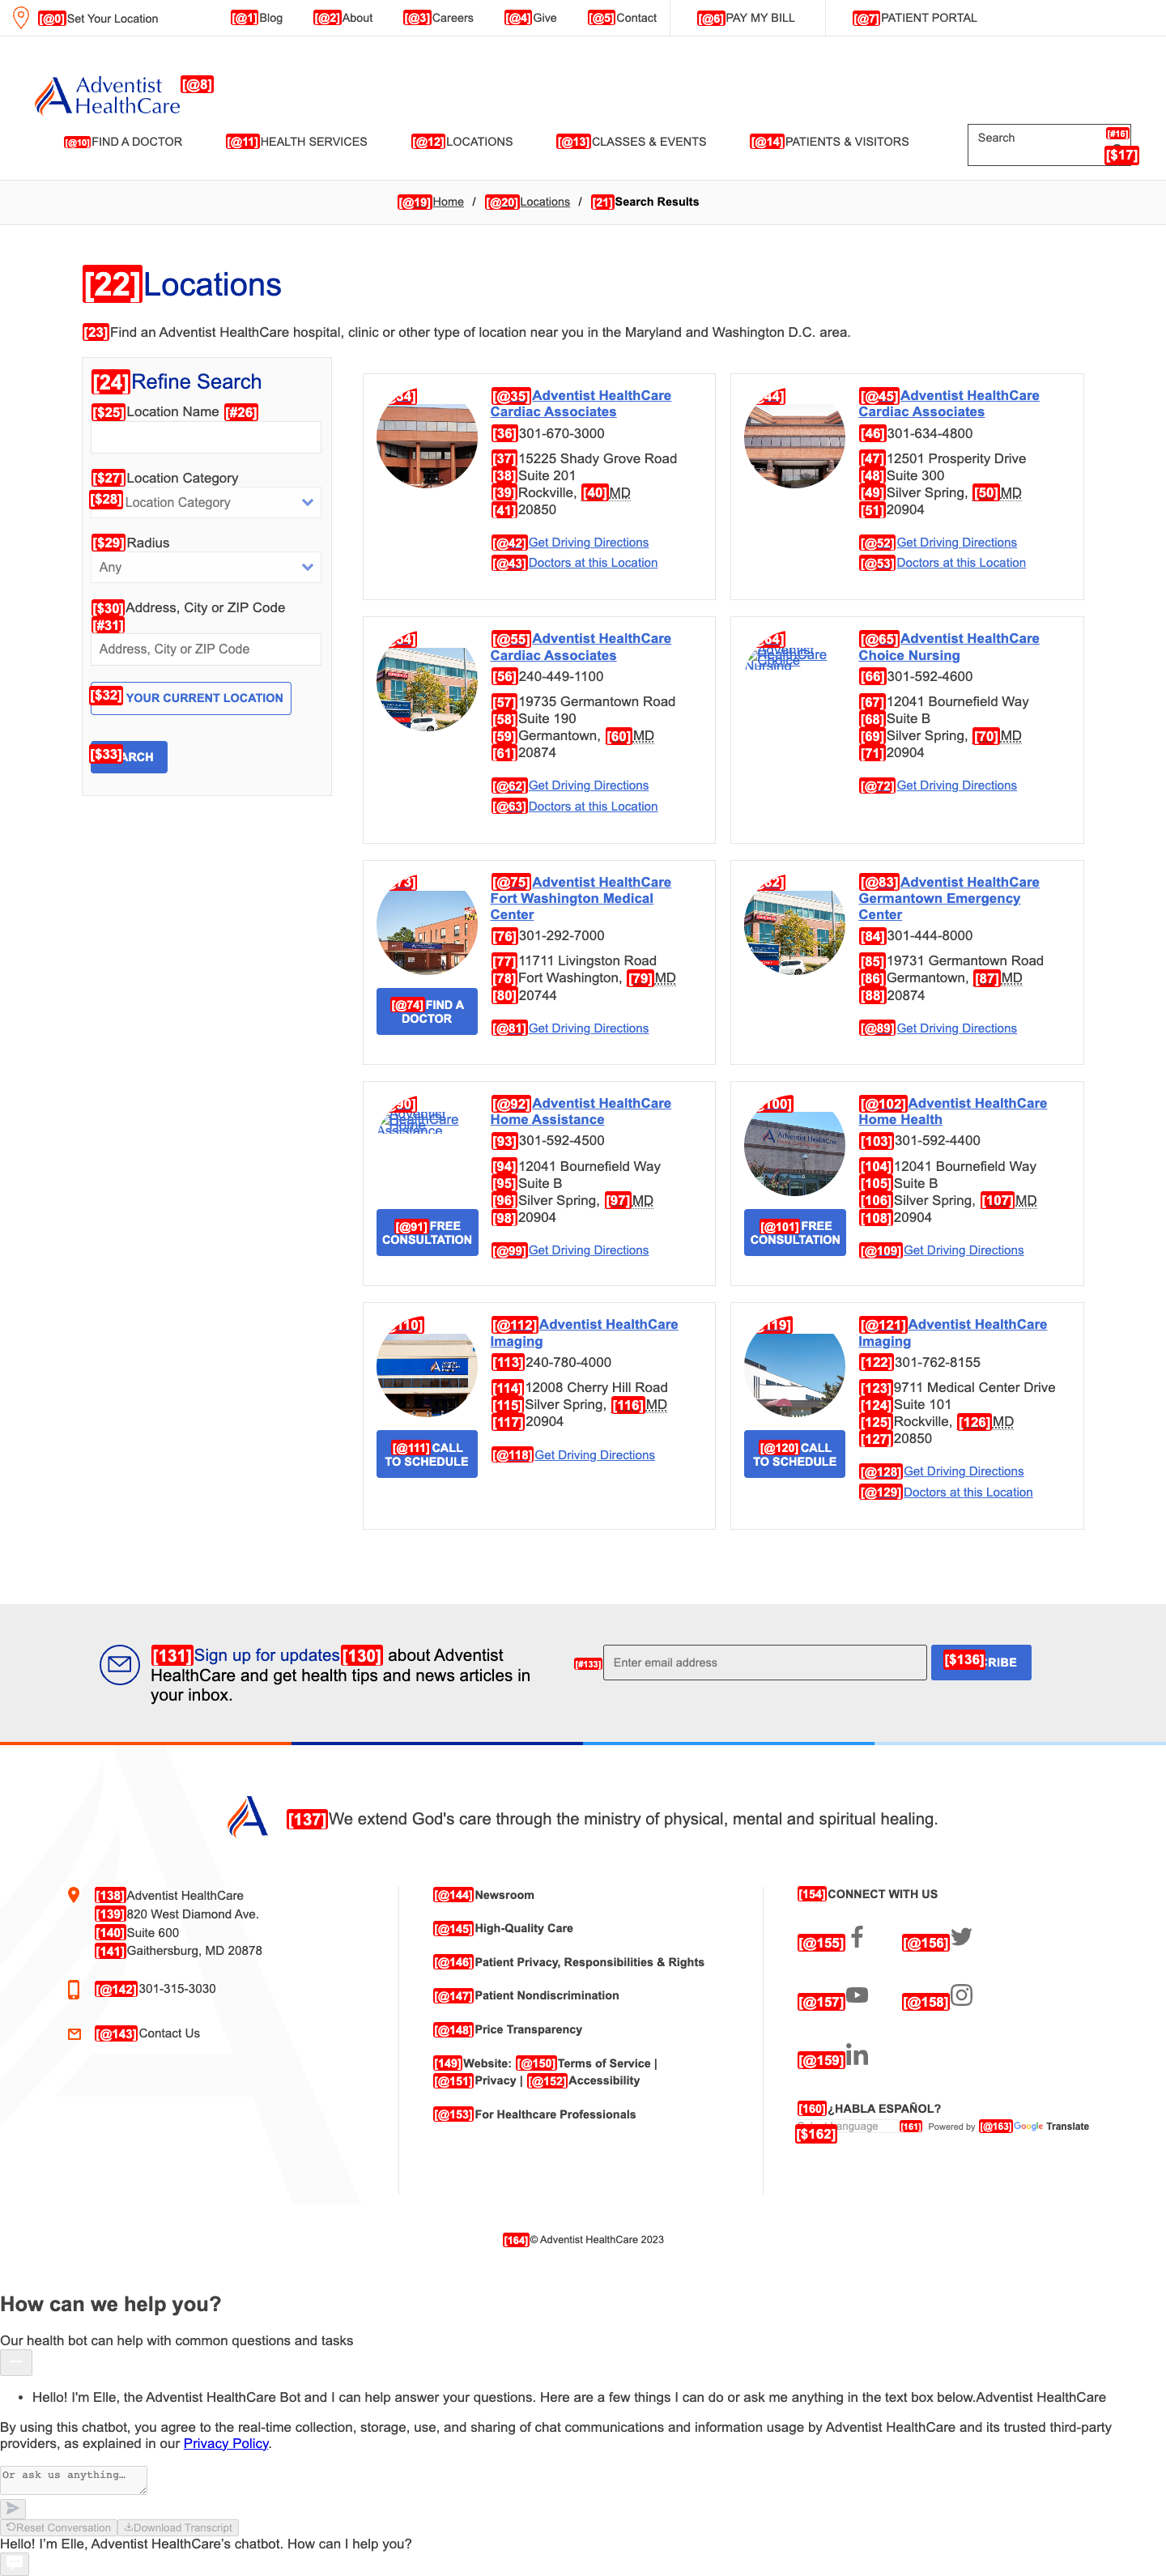 [@0]Set Your Location [@1]Blog [@2]About [@3]Careers [@4]Give [@5]Contact [@6]PAY MY BILL [@7]PATIENT PORTAL
Adventist HealthCare [@8]
[@10]FIND A DOCTOR [@11]HEALTH SERVICES [@12]LOCATIONS [@13]CLASSES & EVENTS [@14]PATIENTS & VISITORS Search [#16] [$17]
[@19]Home / [@20]Locations / [21]Search Results
[22]Locations
[23]Find an Adventist HealthCare hospital, clinic or other type of location near you in the Maryland and Washington D.C. area.
[24]Refine Search
[$25]Location Name [#26]
[$27]Location Category
[$28] Location Category
[$29]Radius
Any
[$30]Address, City or ZIP Code
[#31]
Address, City or ZIP Code
[$32] YOUR CURRENT LOCATION
[$33]
[@35]Adventist HealthCare
Cardiac Associates
[36]301-670-3000
[37]15225 Shady Grove Road
[38]Suite 201
[39]Rockville, [40]MD
[41]20850
[@42]Get Driving Directions
[@43]Doctors at this Location
[@45]Adventist HealthCare
Cardiac Associates
[46]301-634-4800
[47]12501 Prosperity Drive
[48]Suite 300
[49]Silver Spring, [50]MD
[51]20904
[@52]Get Driving Directions
[@53]Doctors at this Location
[@55]Adventist HealthCare
Cardiac Associates
[56]240-449-1100
[57]19735 Germantown Road
[58]Suite 190
[59]Germantown, [60]MD
[61]20874
[@62]Get Driving Directions
[@63]Doctors at this Location
Adventist
HealthCare
Choice
Nursing
[@65]Adventist HealthCare
Choice Nursing
[66]301-592-4600
[67]12041 Bournefield Way
[68]Suite B
[69]Silver Spring, [70]MD
[71]20904
[@72]Get Driving Directions
[@74]FIND A
DOCTOR
[@75]Adventist HealthCare
Fort Washington Medical
Center
[76]301-292-7000
[77]11711 Livingston Road
[78]Fort Washington, [79]MD
[80]20744
[@81]Get Driving Directions
[@83]Adventist HealthCare
Germantown Emergency
Center
[84]301-444-8000
[85]19731 Germantown Road
[86]Germantown, [87]MD
[88]20874
[@89]Get Driving Directions
Adventist
HealthCare
Home
Assistance
[@91]FREE
CONSULTATION
[@92]Adventist HealthCare
Home Assistance
[93]301-592-4500
[94]12041 Bournefield Way
[95]Suite B
[96]Silver Spring, [97]MD
[98]20904
[@99]Get Driving Directions
[@101]FREE
CONSULTATION
[@102]Adventist HealthCare
Home Health
[103]301-592-4400
[104]12041 Bournefield Way
[105]Suite B
[106]Silver Spring, [107]MD
[108]20904
[@109]Get Driving Directions
[@111]CALL
TO SCHEDULE
[@112]Adventist HealthCare
Imaging
[113]240-780-4000
[114]12008 Cherry Hill Road
[115]Silver Spring, [116]MD
[117]20904
[@118]Get Driving Directions
[@120]CALL
TO SCHEDULE
[@121]Adventist HealthCare
Imaging
[122]301-762-8155
[123]9711 Medical Center Drive
[124]Suite 101
[125]Rockville, [126]MD
[127]20850
[@128]Get Driving Directions
[@129]Doctors at this Location
[131]Sign up for updates[130] about Adventist
HealthCare and get health tips and news articles in
your inbox.
[#133] Enter email address [$136]
[137]We extend God's care through the ministry of physical, mental and spiritual healing.
[138]Adventist HealthCare
[139]820 West Diamond Ave.
[140]Suite 600
[141]Gaithersburg, MD 20878
[@142]301-315-3030
[@143]Contact Us
[@144]Newsroom
[@145]High-Quality Care
[@146]Patient Privacy, Responsibilities & Rights
[@147]Patient Nondiscrimination
[@148]Price Transparency
[149]Website: [@150]Terms of Service |
[@151]Privacy | [@152]Accessibility
[@153]For Healthcare Professionals
[154]CONNECT WITH US
[@155] [@156]
[@157] [@158]
[@159]
[160]¿HABLA ESPAÑOL?
[$162] Language [161] Powered by [@163]Google Translate
[164]© Adventist HealthCare 2023
How can we help you?
Our health bot can help with common questions and tasks
• Hello! I'm Elle, the Adventist HealthCare Bot and I can help answer your questions. Here are a few things I can do or ask me anything in the text box below.Adventist HealthCare
By using this chatbot, you agree to the real-time collection, storage, use, and sharing of chat communications and information usage by Adventist HealthCare and its trusted third-party
providers, as explained in our Privacy Policy.
Or ask us anything…
Reset Conversation Download Transcript
Hello! I'm Elle, Adventist HealthCare's chatbot. How can I help you?